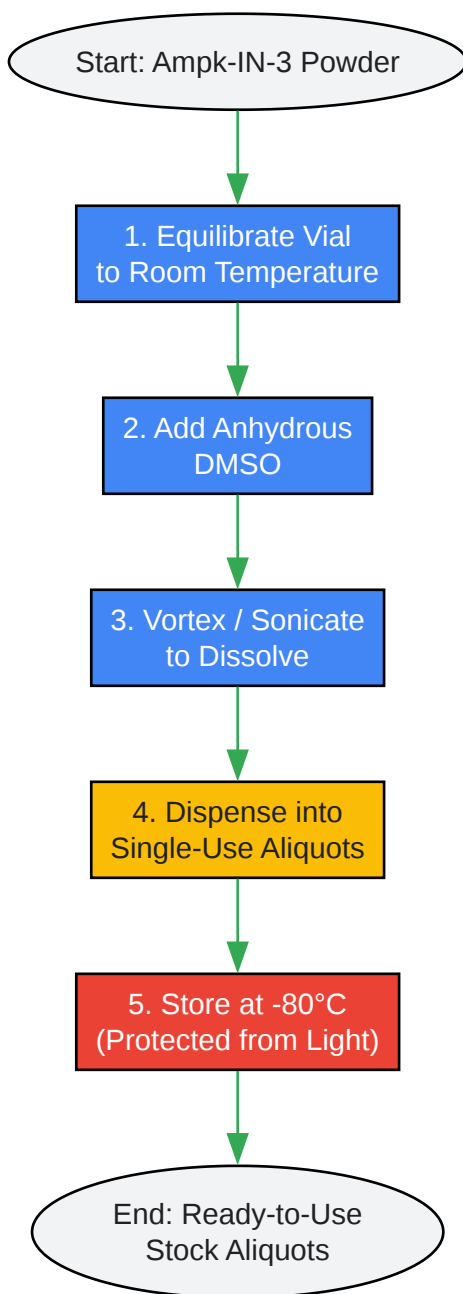 Start: Ampk-IN-3 Powder
1. Equilibrate Vial
to Room Temperature
2. Add Anhydrous
DMSO
3. Vortex / Sonicate
to Dissolve
4. Dispense into
Single-Use Aliquots
5. Store at -80°C
(Protected from Light)
End: Ready-to-Use
Stock Aliquots